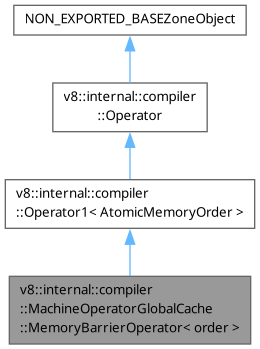 NON_EXPORTED_BASEZoneObject
v8::internal::compiler
::Operator
v8::internal::compiler
::Operator1< AtomicMemoryOrder >
v8::internal::compiler
::MachineOperatorGlobalCache
::MemoryBarrierOperator< order >